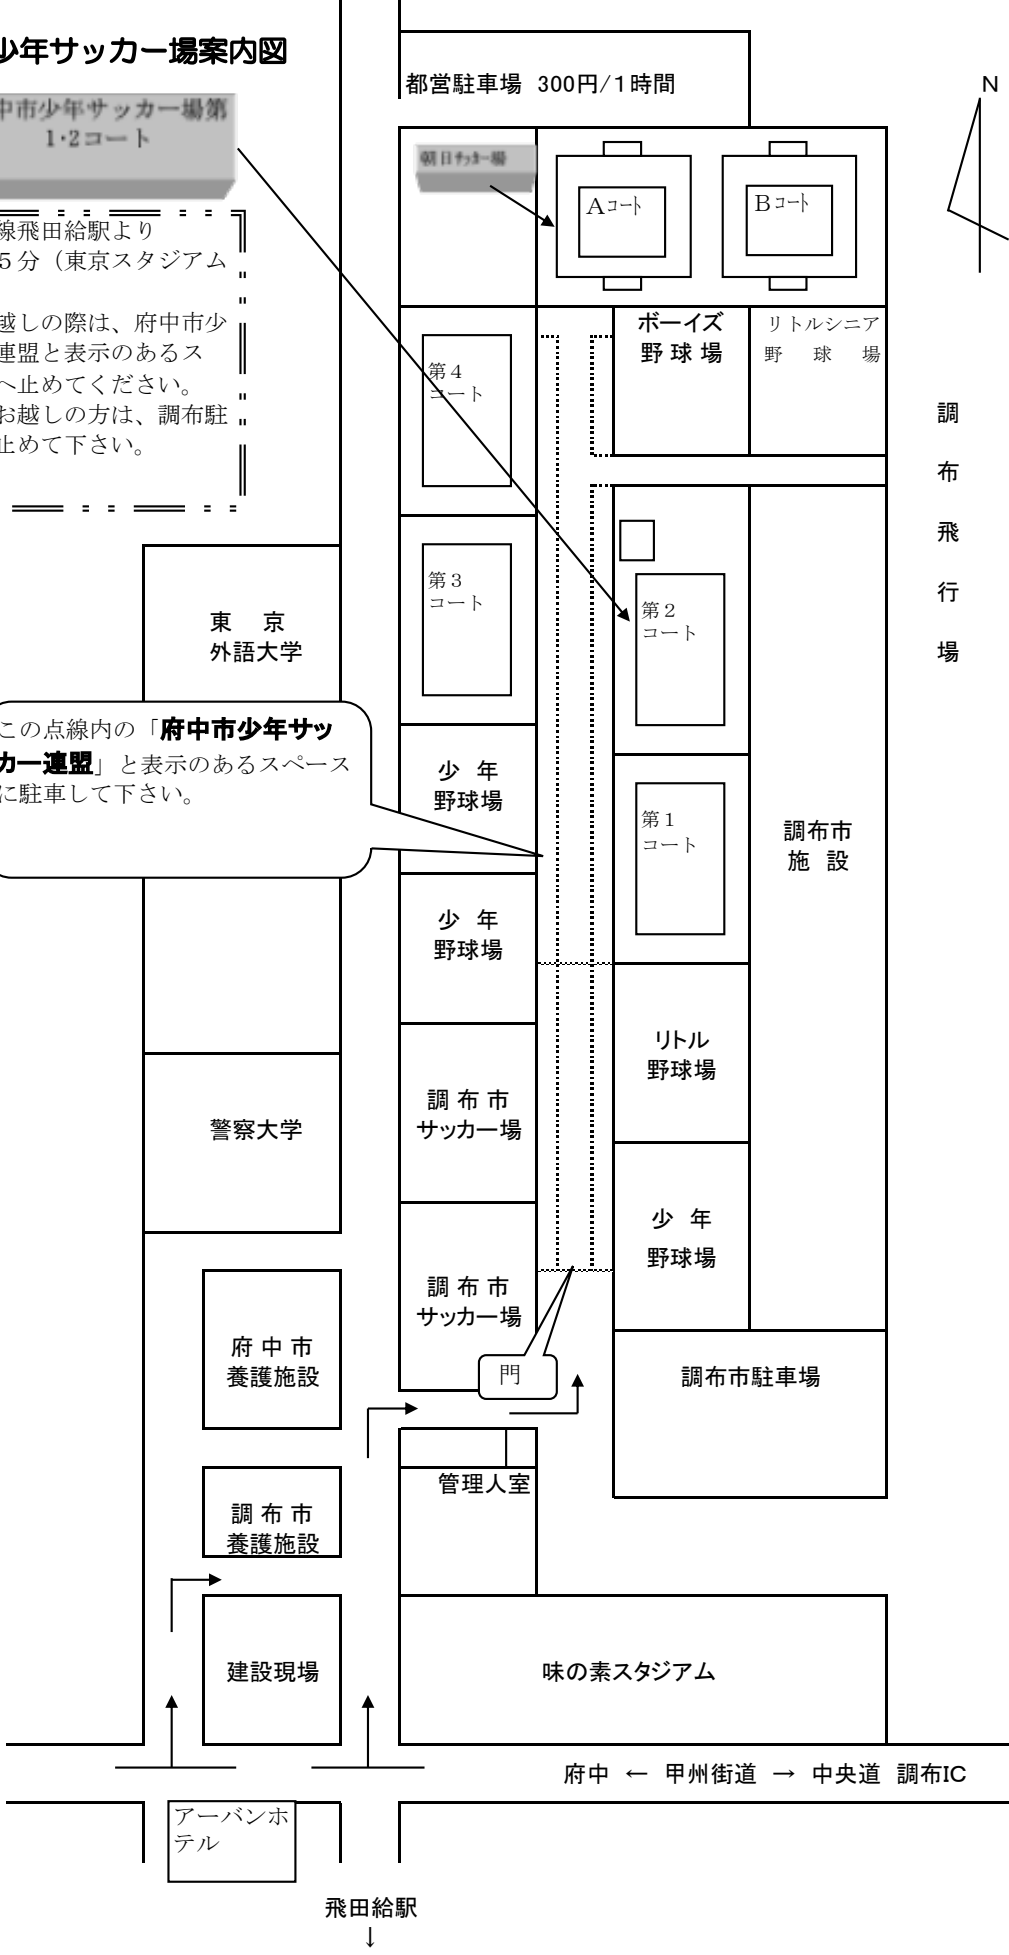 少年サッカー場案内図
中市少年サッカー場第
1・2コート
線飛田給駅より
5分（東京スタジアム
越しの際は、府中市少
連盟と表示のあるス
へ止めてください。
お越しの方は、調布駐
止めて下さい。
都営駐車場 300円/1時間
N
朝日サッカー場
Aコート
Bコート
ボーイズ
野球場
リトルシニア
野 球 場
第4
コート
第3
コート
第2
コート
第1
コート
調
布
飛
行
場
東 京
外語大学
この点線内の「府中市少年サッ
カー連盟」と表示のあるスペース
に駐車して下さい。
少 年
野球場
少 年
野球場
調布市
施 設
リトル
野球場
調布市
サッカー場
警察大学
少 年
野球場
調布市
サッカー場
門
府中市
養護施設
調布市駐車場
管理人室
調布市
養護施設
建設現場
味の素スタジアム
府中 ← 甲州街道 → 中央道 調布IC
アーバンホ
テル
飛田給駅
↓